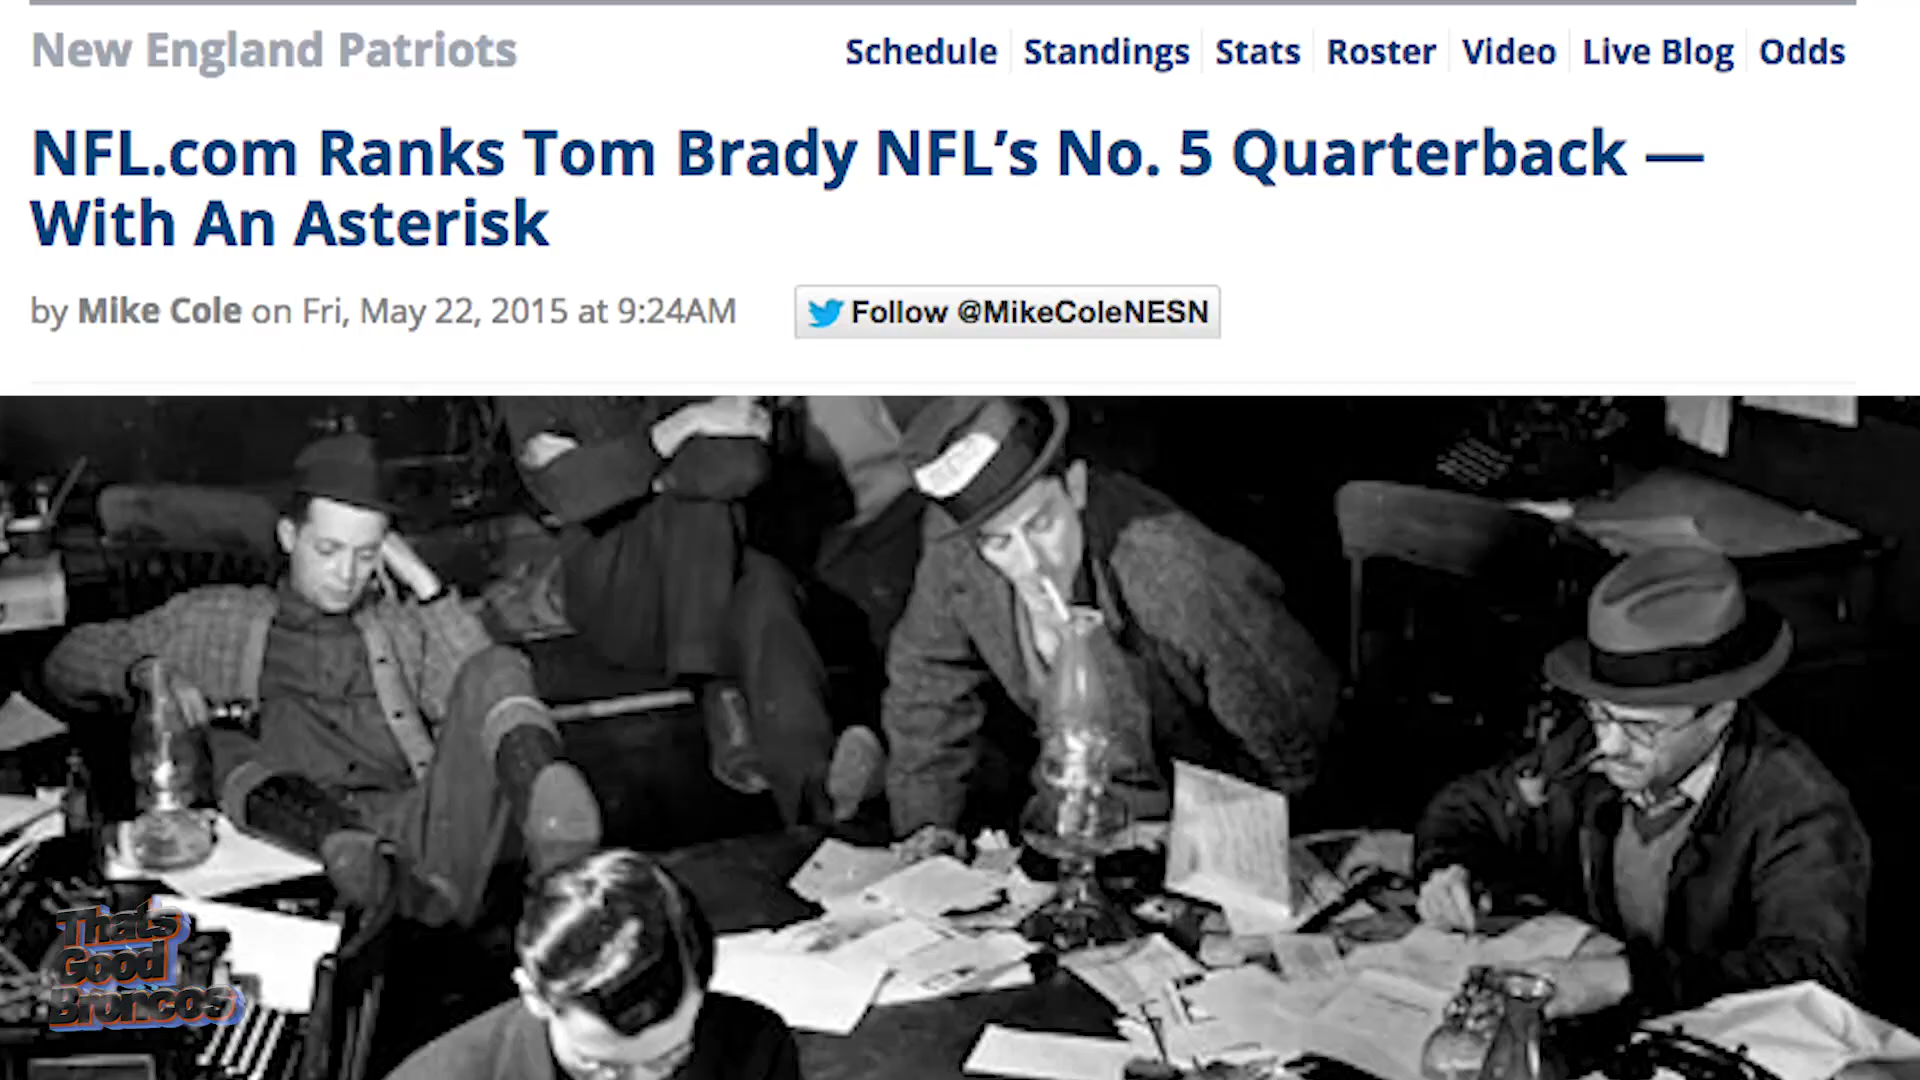 New England Patriots
Schedule Standings Stats Roster Video Live Blog Odds
NFL.com Ranks Tom Brady NFL’s No. 5 Quarterback —
With An Asterisk
by Mike Cole on Fri, May 22, 2015 at 9:24AM
Follow @MikeColeNESN
Thats
Good
Broncos